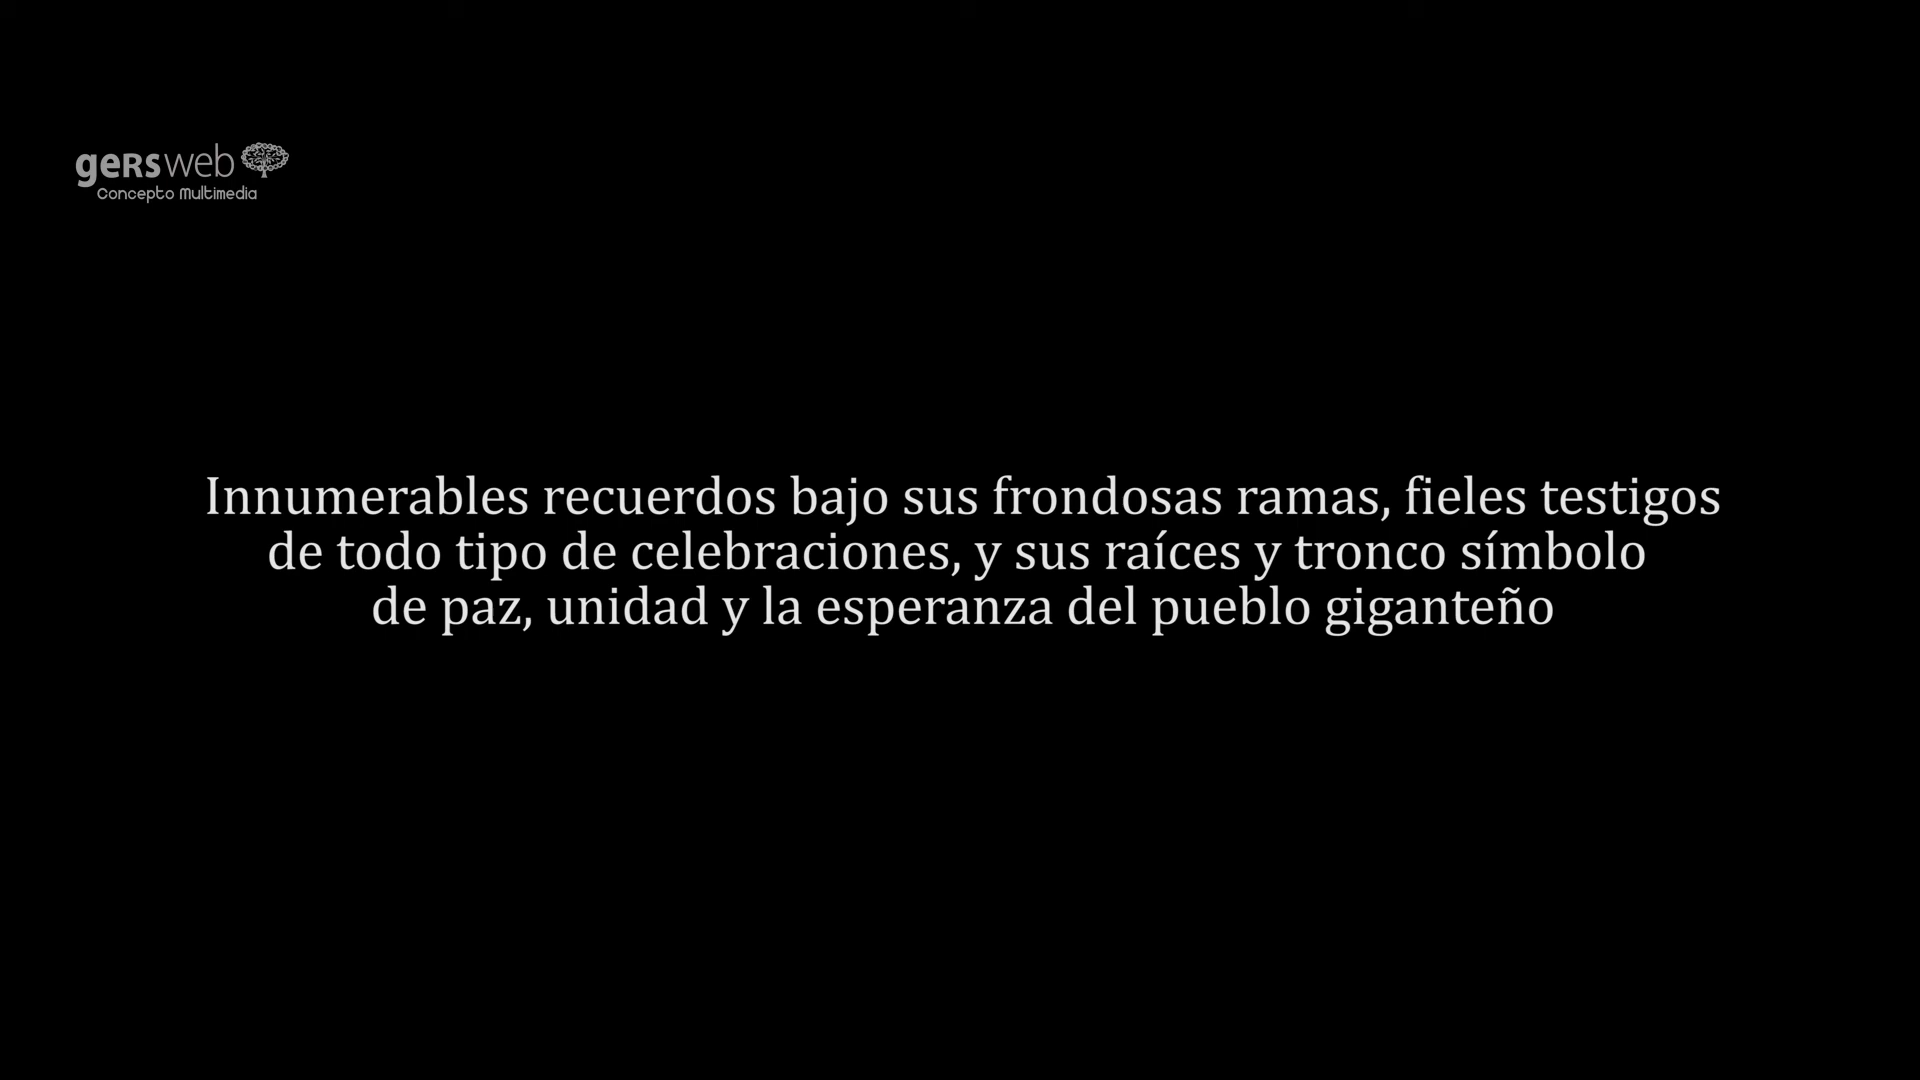 gersweb
Concepto Multimedia
Innumerables recuerdos bajo sus frondosas ramas, fieles testigos
de todo tipo de celebraciones, y sus raíces y tronco símbolo
de paz, unidad y la esperanza del pueblo giganteño